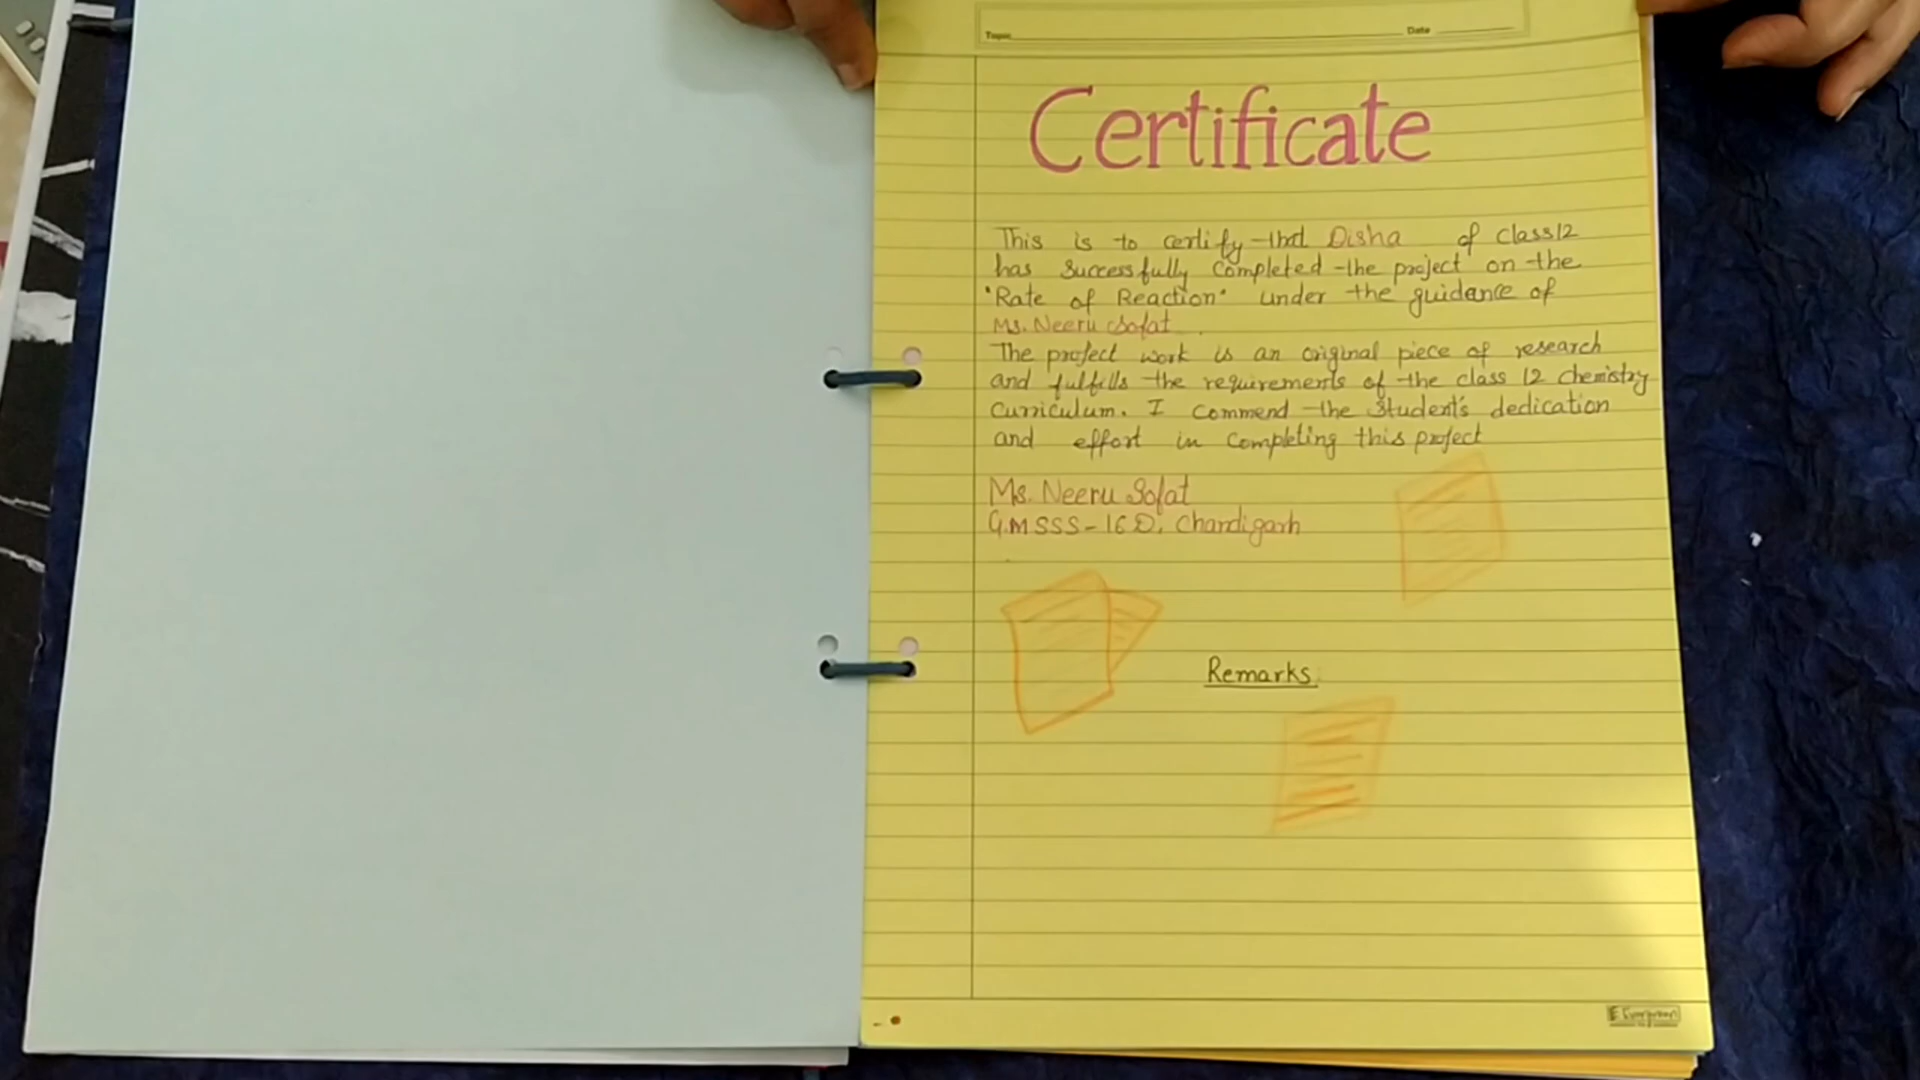 Topic
Date
Certificate
This is to certify that Disha of class 12
has Successfully Completed the project on the
"Rate of Reaction" under the guidance of
Ms. Neeru Sofat.
The project work is an original piece of research
and fulfills the requirements of the class 12 Chemistry
Curriculum. I Commend the Student's dedication
and effort in Completing this project
Ms. Neeru Sofat
G.M SSS-16 D, Chandigarh
Remarks
Evergreen